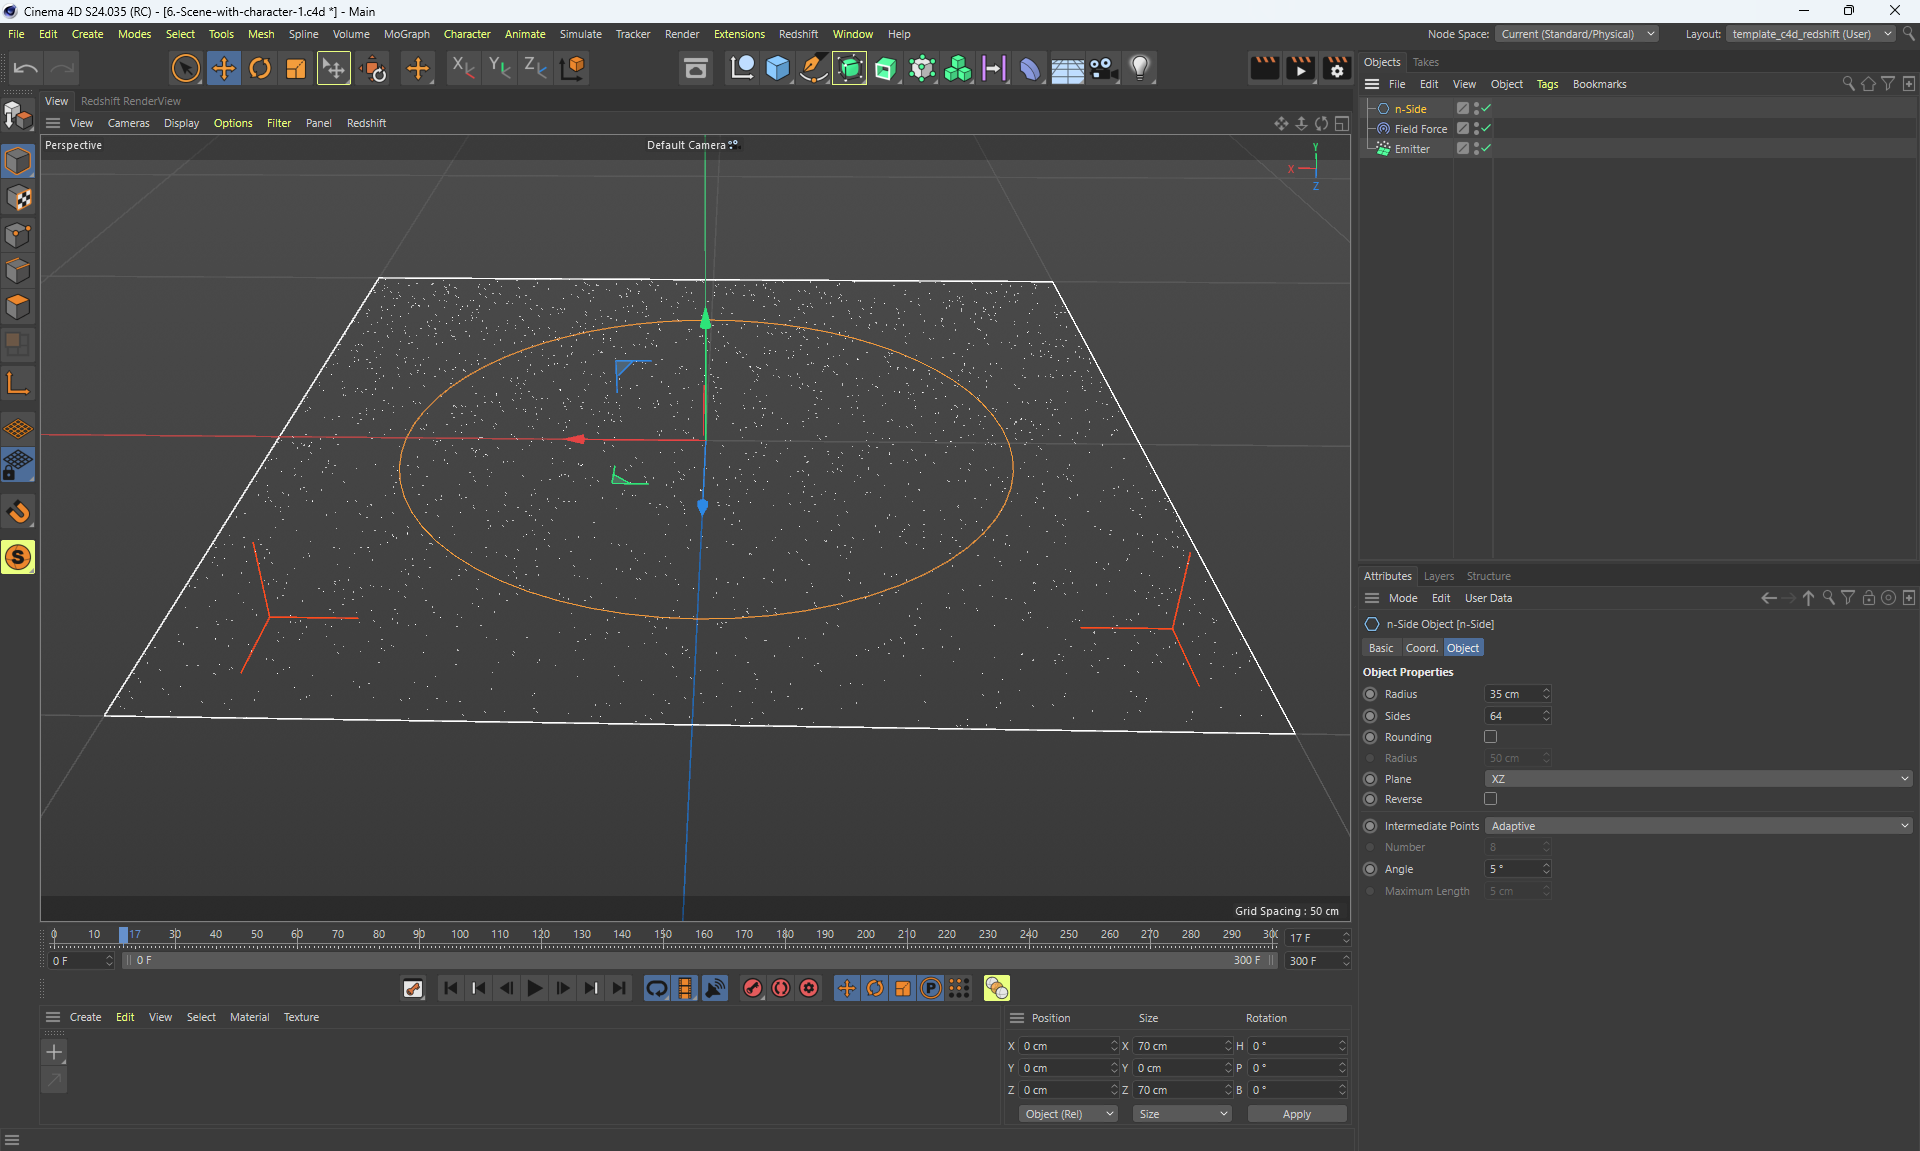 Cinema 4D S24.035 (RC) - [6.-Scene-with-character-1.c4d *] - Main
File Edit Create Modes Select Tools Mesh Spline Volume MoGraph Character Animate Simulate Tracker Render Extensions Redshift Window Help
Node Space: Current (Standard/Physical) Layout: template_c4d_redshift (User)
X Y Z
Objects Takes
File Edit View Object Tags Bookmarks
n-Side
Field Force
Emitter
View Redshift RenderView
View Cameras Display Options Filter Panel Redshift
Perspective
Default Camera
Y
X
Z
S
Grid Spacing : 50 cm
Attributes Layers Structure
Mode Edit User Data
n-Side Object [n-Side]
Basic Coord. Object
Object Properties
Radius 35 cm
Sides 64
Rounding
Radius 50 cm
Plane XZ
Reverse
Intermediate Points Adaptive
Number 8
Angle 5 °
Maximum Length 5 cm
0 10 17 30 40 50 60 70 80 90 100 110 120 130 140 150 160 170 180 190 200 210 220 230 240 250 260 270 280 290 300
17 F
0 F 0 F 300 F 300 F
P
Create Edit View Select Material Texture
Position Size Rotation
X 0 cm X 70 cm H 0 °
Y 0 cm Y 0 cm P 0 °
Z 0 cm Z 70 cm B 0 °
Object (Rel) Size Apply